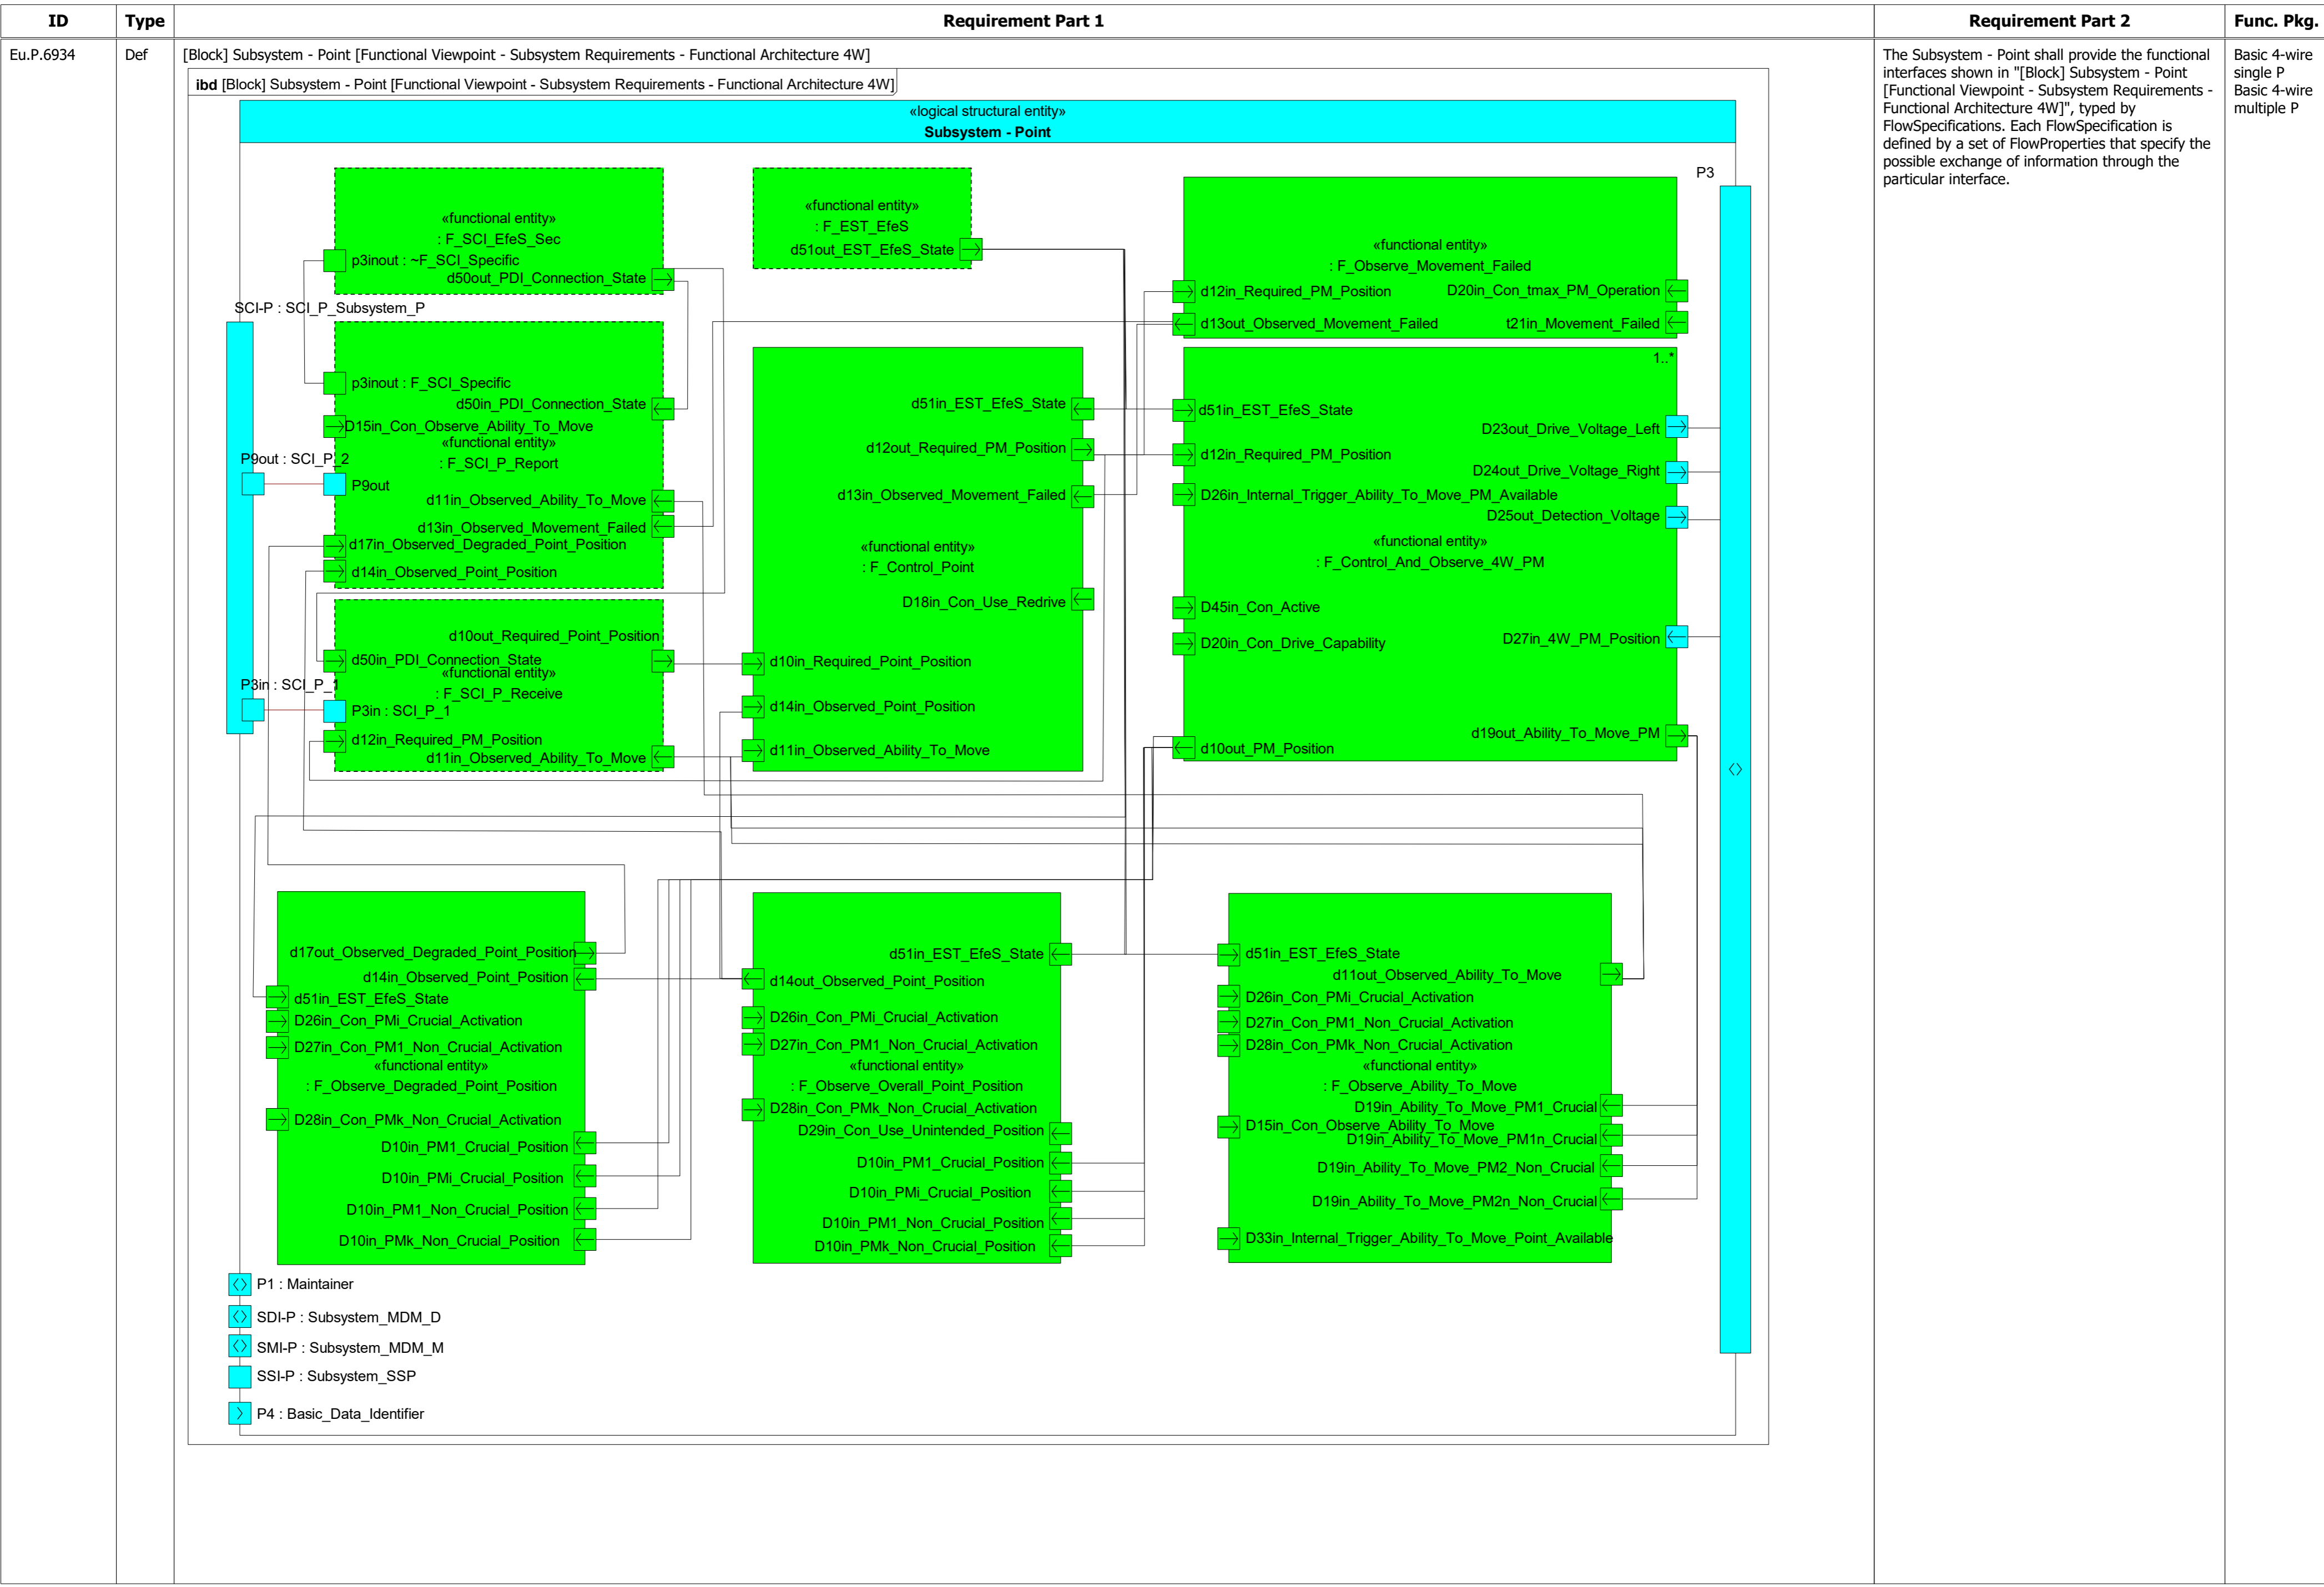 ID
Type
Requirement Part 1
Requirement Part 2
Func. Pkg.
Eu.P.6934
Def
[Block] Subsystem - Point [Functional Viewpoint - Subsystem Requirements - Functional Architecture 4W]
ibd [Block] Subsystem - Point [Functional Viewpoint - Subsystem Requirements - Functional Architecture 4W]
«logical structural entity»
Subsystem - Point
P3
«functional entity»
: F_SCI_EfeS_Sec
p3inout : ~F_SCI_Specific
d50out_PDI_Connection_State
«functional entity»
: F_EST_EfeS
d51out_EST_EfeS_State
«functional entity»
: F_Observe_Movement_Failed
d12in_Required_PM_Position
D20in_Con_tmax_PM_Operation
d13out_Observed_Movement_Failed
t21in_Movement_Failed
SCI-P : SCI_P_Subsystem_P
p3inout : F_SCI_Specific
d50in_PDI_Connection_State
D15in_Con_Observe_Ability_To_Move
«functional entity»
: F_SCI_P_Report
P9out : SCI_P_2
P9out
d11in_Observed_Ability_To_Move
d13in_Observed_Movement_Failed
d17in_Observed_Degraded_Point_Position
d14in_Observed_Point_Position
d10out_Required_Point_Position
d50in_PDI_Connection_State
«functional entity»
: F_SCI_P_Receive
P3in : SCI_P_1
P3in : SCI_P_1
d12in_Required_PM_Position
d11in_Observed_Ability_To_Move
d51in_EST_EfeS_State
d12out_Required_PM_Position
d13in_Observed_Movement_Failed
«functional entity»
: F_Control_Point
D18in_Con_Use_Redrive
d10in_Required_Point_Position
d14in_Observed_Point_Position
d11in_Observed_Ability_To_Move
1..*
d51in_EST_EfeS_State
D23out_Drive_Voltage_Left
d12in_Required_PM_Position
D24out_Drive_Voltage_Right
D26in_Internal_Trigger_Ability_To_Move_PM_Available
D25out_Detection_Voltage
«functional entity»
: F_Control_And_Observe_4W_PM
D45in_Con_Active
D20in_Con_Drive_Capability
D27in_4W_PM_Position
d19out_Ability_To_Move_PM
d10out_PM_Position
d17out_Observed_Degraded_Point_Position
d14in_Observed_Point_Position
d51in_EST_EfeS_State
D26in_Con_PMi_Crucial_Activation
D27in_Con_PM1_Non_Crucial_Activation
«functional entity»
: F_Observe_Degraded_Point_Position
D28in_Con_PMk_Non_Crucial_Activation
D10in_PM1_Crucial_Position
D10in_PMi_Crucial_Position
D10in_PM1_Non_Crucial_Position
D10in_PMk_Non_Crucial_Position
d51in_EST_EfeS_State
d14out_Observed_Point_Position
D26in_Con_PMi_Crucial_Activation
D27in_Con_PM1_Non_Crucial_Activation
«functional entity»
: F_Observe_Overall_Point_Position
D28in_Con_PMk_Non_Crucial_Activation
D29in_Con_Use_Unintended_Position
D10in_PM1_Crucial_Position
D10in_PMi_Crucial_Position
D10in_PM1_Non_Crucial_Position
D10in_PMk_Non_Crucial_Position
d51in_EST_EfeS_State
d11out_Observed_Ability_To_Move
D26in_Con_PMi_Crucial_Activation
D27in_Con_PM1_Non_Crucial_Activation
D28in_Con_PMk_Non_Crucial_Activation
«functional entity»
: F_Observe_Ability_To_Move
D19in_Ability_To_Move_PM1_Crucial
D15in_Con_Observe_Ability_To_Move
D19in_Ability_To_Move_PM1n_Crucial
D19in_Ability_To_Move_PM2_Non_Crucial
D19in_Ability_To_Move_PM2n_Non_Crucial
D33in_Internal_Trigger_Ability_To_Move_Point_Available
P1 : Maintainer
SDI-P : Subsystem_MDM_D
SMI-P : Subsystem_MDM_M
SSI-P : Subsystem_SSP
P4 : Basic_Data_Identifier
The Subsystem - Point shall provide the functional
interfaces shown in "[Block] Subsystem - Point
[Functional Viewpoint - Subsystem Requirements -
Functional Architecture 4W]", typed by
FlowSpecifications. Each FlowSpecification is
defined by a set of FlowProperties that specify the
possible exchange of information through the
particular interface.
Basic 4-wire
single P
Basic 4-wire
multiple P